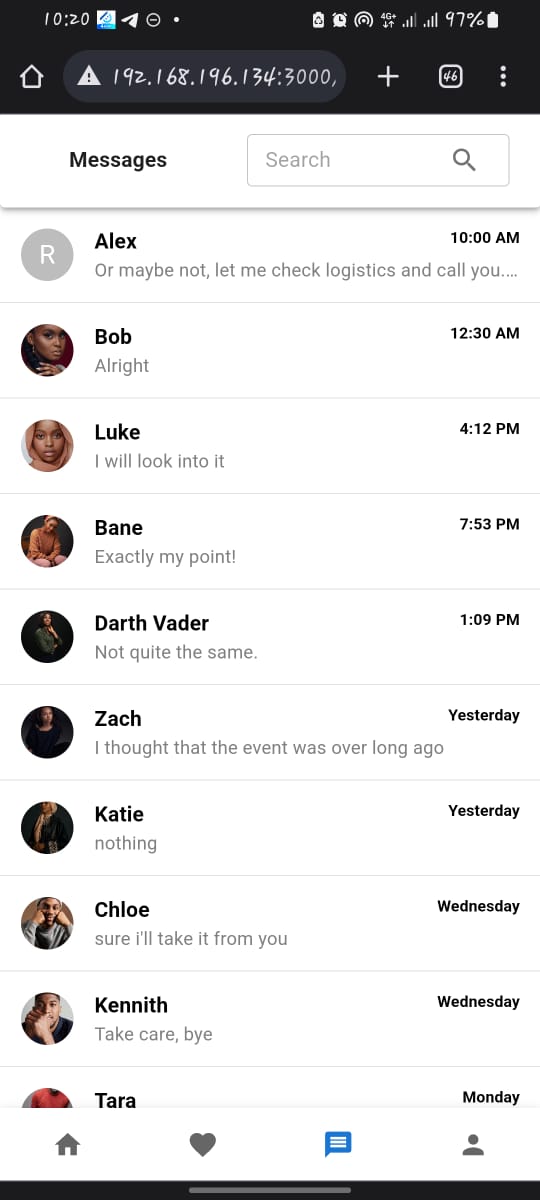 10:20 4G+ 97%
192.168.196.134:3000, 46
Messages Search
R Alex 10:00 AM
Or maybe not, let me check logistics and call you....
Bob 12:30 AM
Alright
Luke 4:12 PM
I will look into it
Bane 7:53 PM
Exactly my point!
Darth Vader 1:09 PM
Not quite the same.
Zach Yesterday
I thought that the event was over long ago
Katie Yesterday
nothing
Chloe Wednesday
sure i'll take it from you
Kennith Wednesday
Take care, bye
Tara Monday